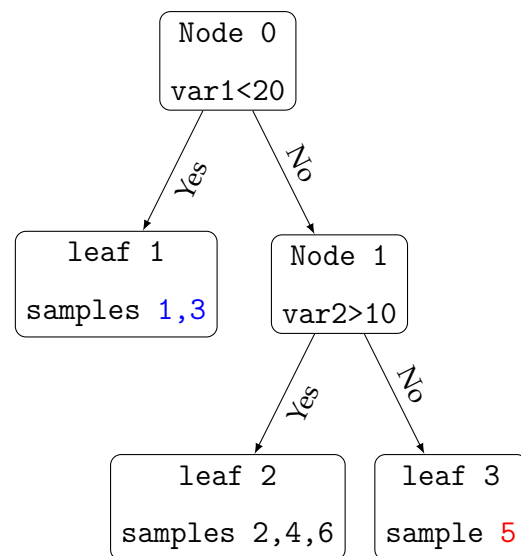 Node 0
var1<20
Yes
No
leaf 1
samples 1,3
Node 1
var2>10
Yes
No
leaf 2
samples 2,4,6
leaf 3
sample 5